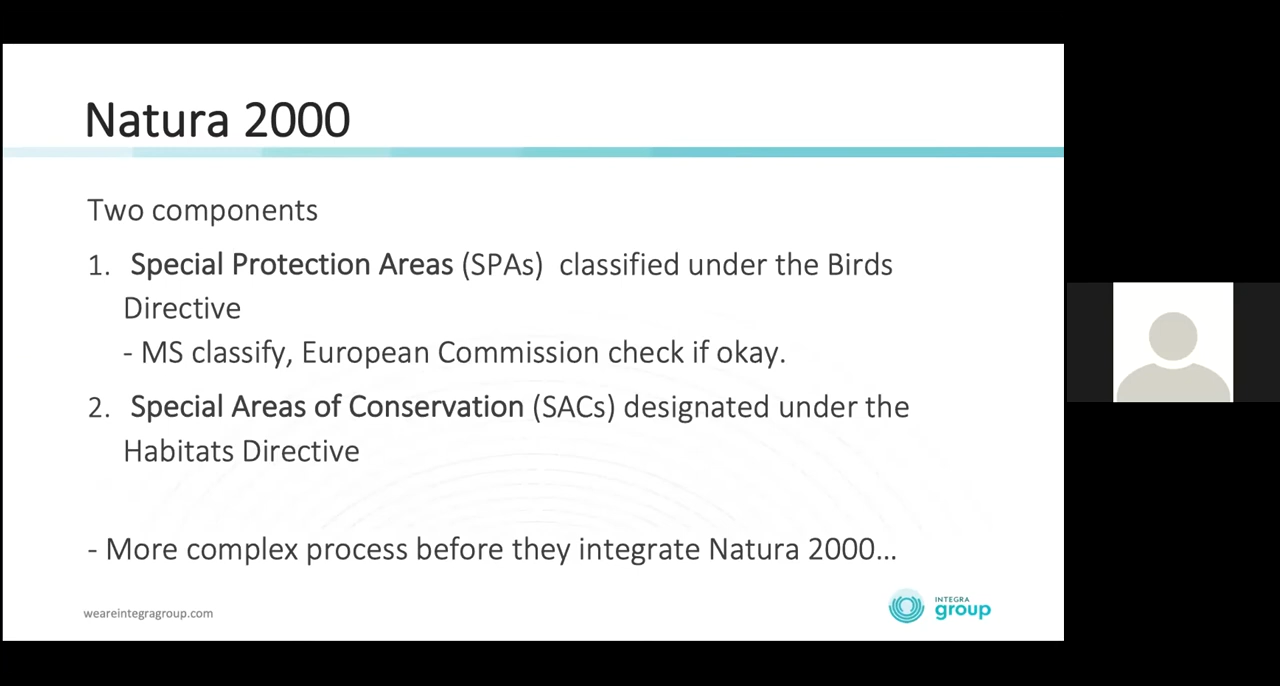 Natura 2000
Two components
1. Special Protection Areas (SPAs)  classified under the Birds
Directive
- MS classify, European Commission check if okay.
2. Special Areas of Conservation (SACs) designated under the
Habitats Directive
- More complex process before they integrate Natura 2000…
weareintegragroup.com
INTEGRA
group